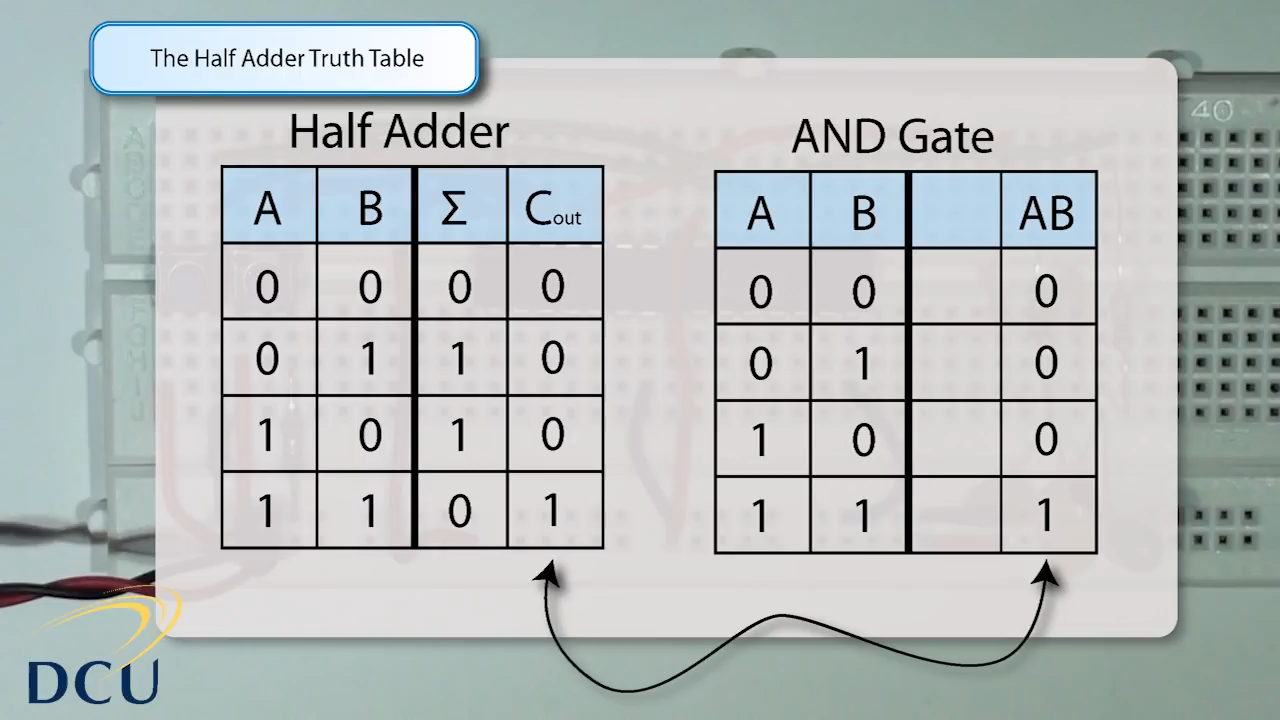 The Half Adder Truth Table
Half Adder
A B Σ Cout
0 0 0 0
0 1 1 0
1 0 1 0
1 1 0 1
AND Gate
A B AB
0 0 0
0 1 0
1 0 0
1 1 1
40
DCU